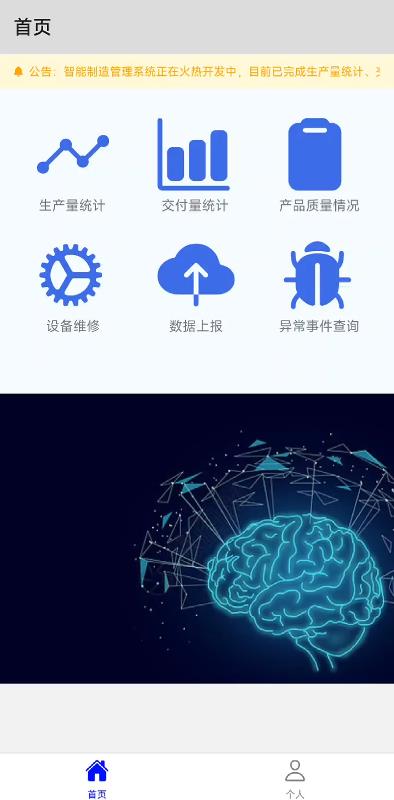 首页
公告：智能制造管理系统正在火热开发中，目前已完成生产量统计、
生产量统计
交付量统计
产品质量情况
设备维修
数据上报
异常事件查询
首页
个人